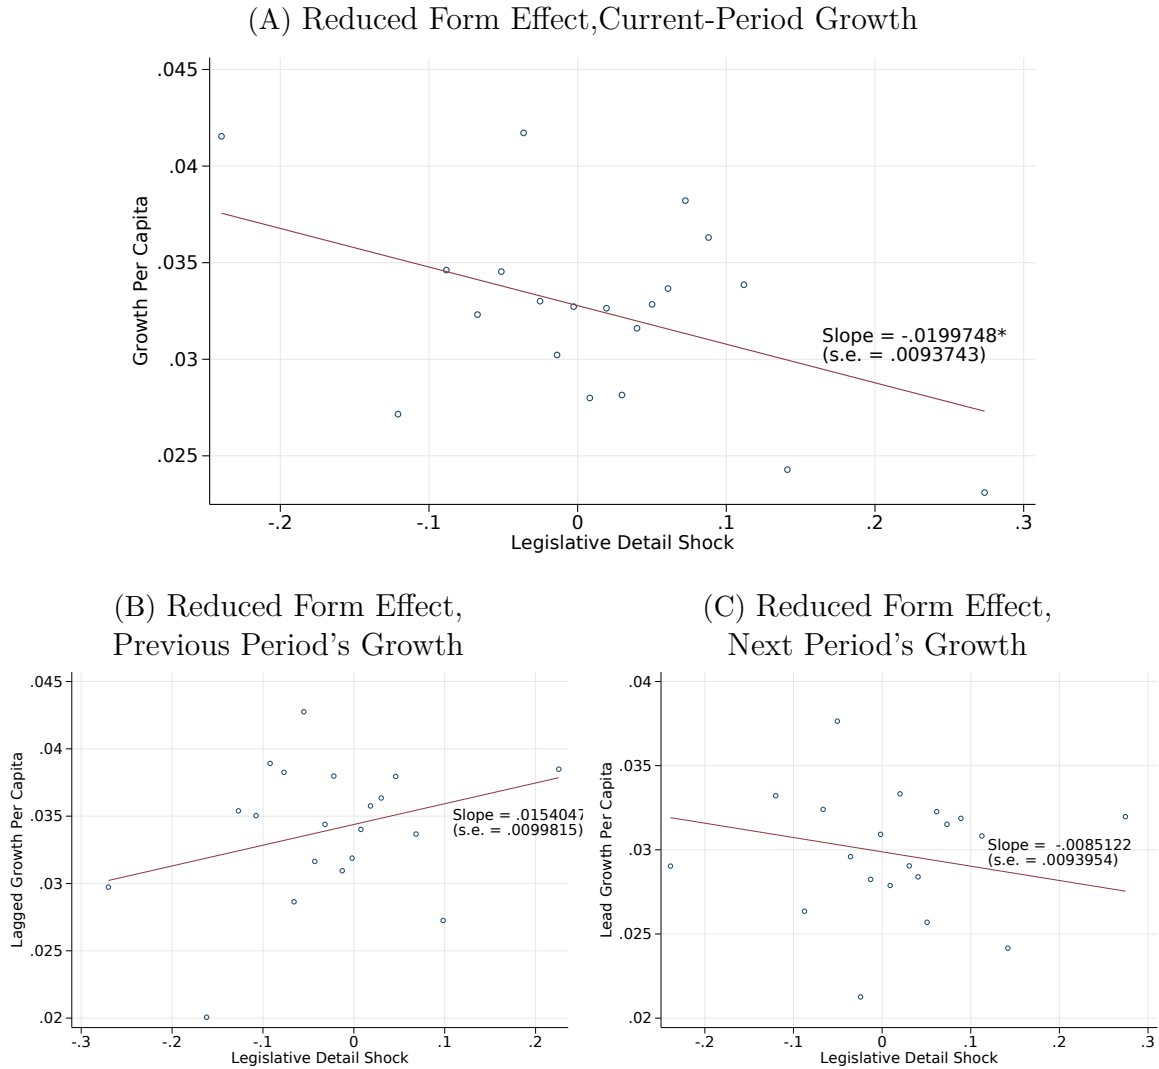 (A) Reduced Form Effect,Current-Period Growth
.045
.04
.035
.03
.025
Growth Per Capita
Slope = -.0199748*
(s.e. = .0093743)
-.2
-.1
0
.1
.2
.3
Legislative Detail Shock
(B) Reduced Form Effect,
Previous Period's Growth
.045
.04
.035
.03
.025
.02
Lagged Growth Per Capita
Slope = .0154047
(s.e. = .0099815)
-.3
-.2
-.1
0
.1
.2
Legislative Detail Shock
(C) Reduced Form Effect,
Next Period's Growth
.04
.035
.03
.025
.02
Lead Growth Per Capita
Slope = -.0085122
(s.e. = .0093954)
-.2
-.1
0
.1
.2
.3
Legislative Detail Shock